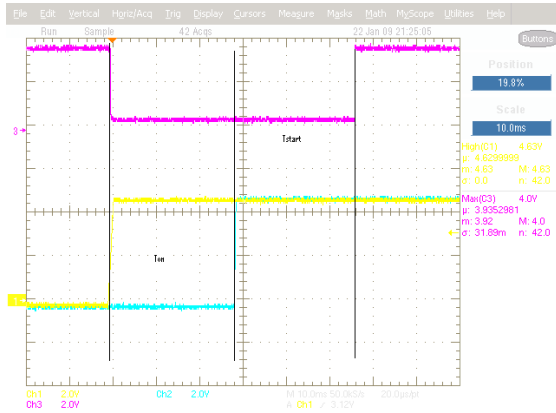 File Edit Vertical Horiz/Acq Trig Display Cursors Measure Masks Math MyScope Utilities Help
Run Sample 42 Acqs 22 Jan 09 21:25:05
Buttons
Position
19.8%
Scale
10.0ms
High(C1) 4.63V
μ: 4.6289999
m: 4.63 M: 4.63
σ: 0.0 n: 42.0
Max(C3) 4.0V
μ: 3.9352981
m: 3.92 M: 4.0
σ: 31.89m n: 42.0
3
Tstart
Ton
Ch1 2.0V Ch2 2.0V M 10.0ms 50.0kS/s 20.0μs/pt
Ch3 2.0V A Ch1 / 3.12V